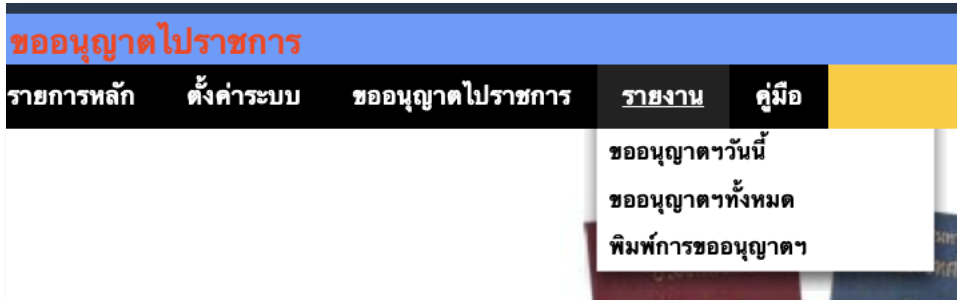 ขออนุญาตไปราชการ
รายการหลัก ตั้งค่าระบบ ขออนุญาตไปราชการ รายงาน คู่มือ
ขออนุญาตฯวันนี้
ขออนุญาตฯทั้งหมด
พิมพ์การขออนุญาตฯ